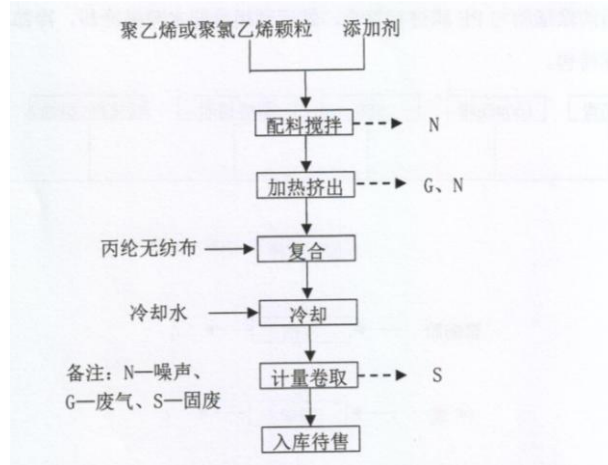 聚乙烯或聚氯乙烯颗粒 添加剂
配料搅拌 N
加热挤出 G、N
丙纶无纺布 复合
冷却水 冷却
备注：N—噪声、 计量卷取 S
G—废气、S—固废
入库待售